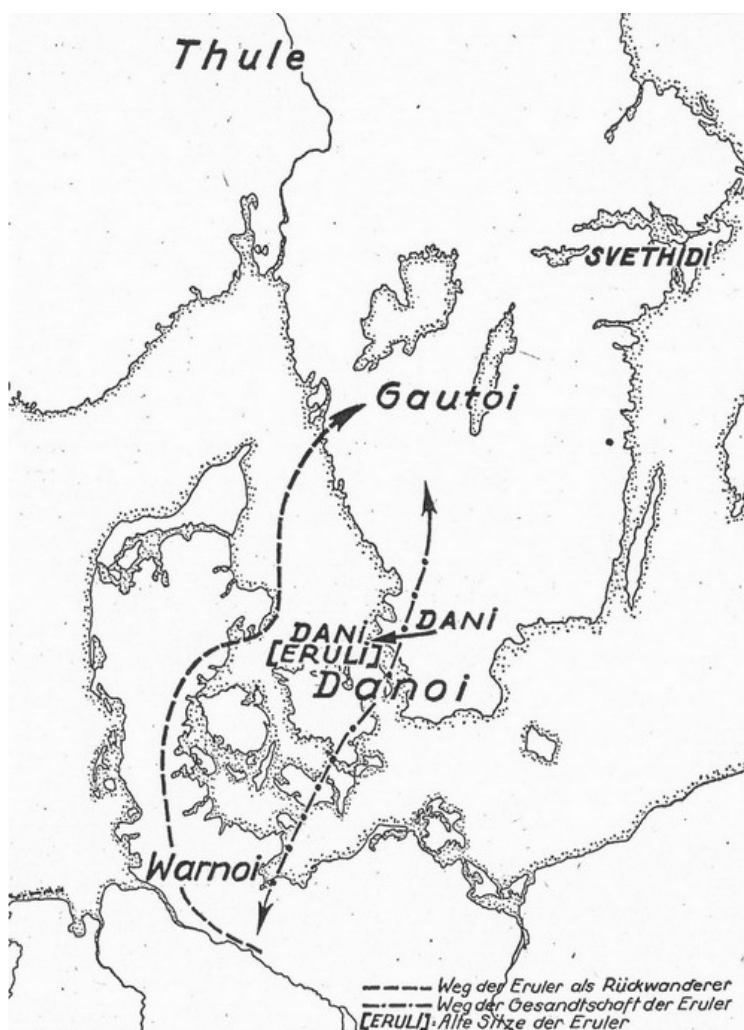 Thule
SVETHIDI
Gautoi
DANI
DANI
[ERULI]
Danoi
Warnoi
Weg der Eruler als Rückwanderer
Weg der Gesandtschaft der Eruler
[ERULI]: Alte Sitze der Eruler